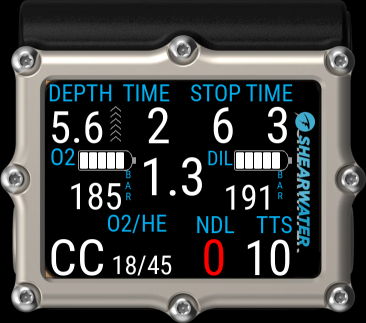 DEPTH TIME STOP TIME
5.6 2 6 3
O2 BAR 1.3 DIL BAR
185 191
O2/HE NDL TTS
CC 18/45 0 10
SHEARWATER